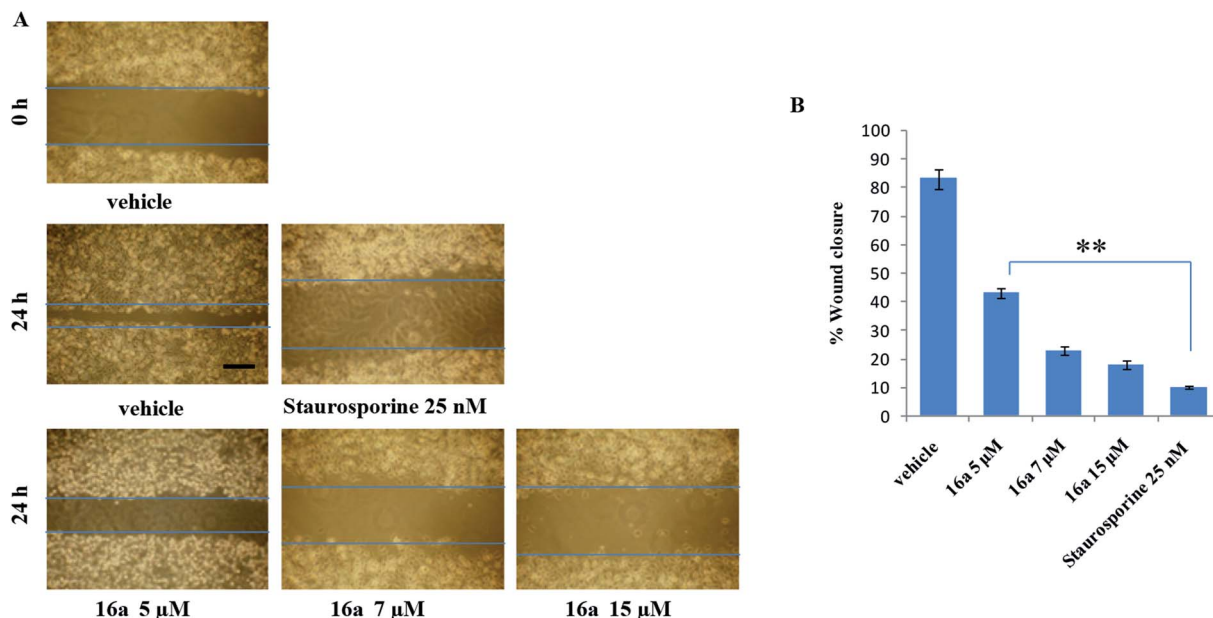 A
0 h
vehicle
24 h
vehicle
Staurosporine 25 nM
24 h
16a 5 µM
16a 7 µM
16a 15 µM
B
% Wound closure
100
90
80
70
60
50
40
30
20
10
0
**
vehicle
16a 5 µM
16a 7 µM
16a 15 µM
Staurosporine 25 nM